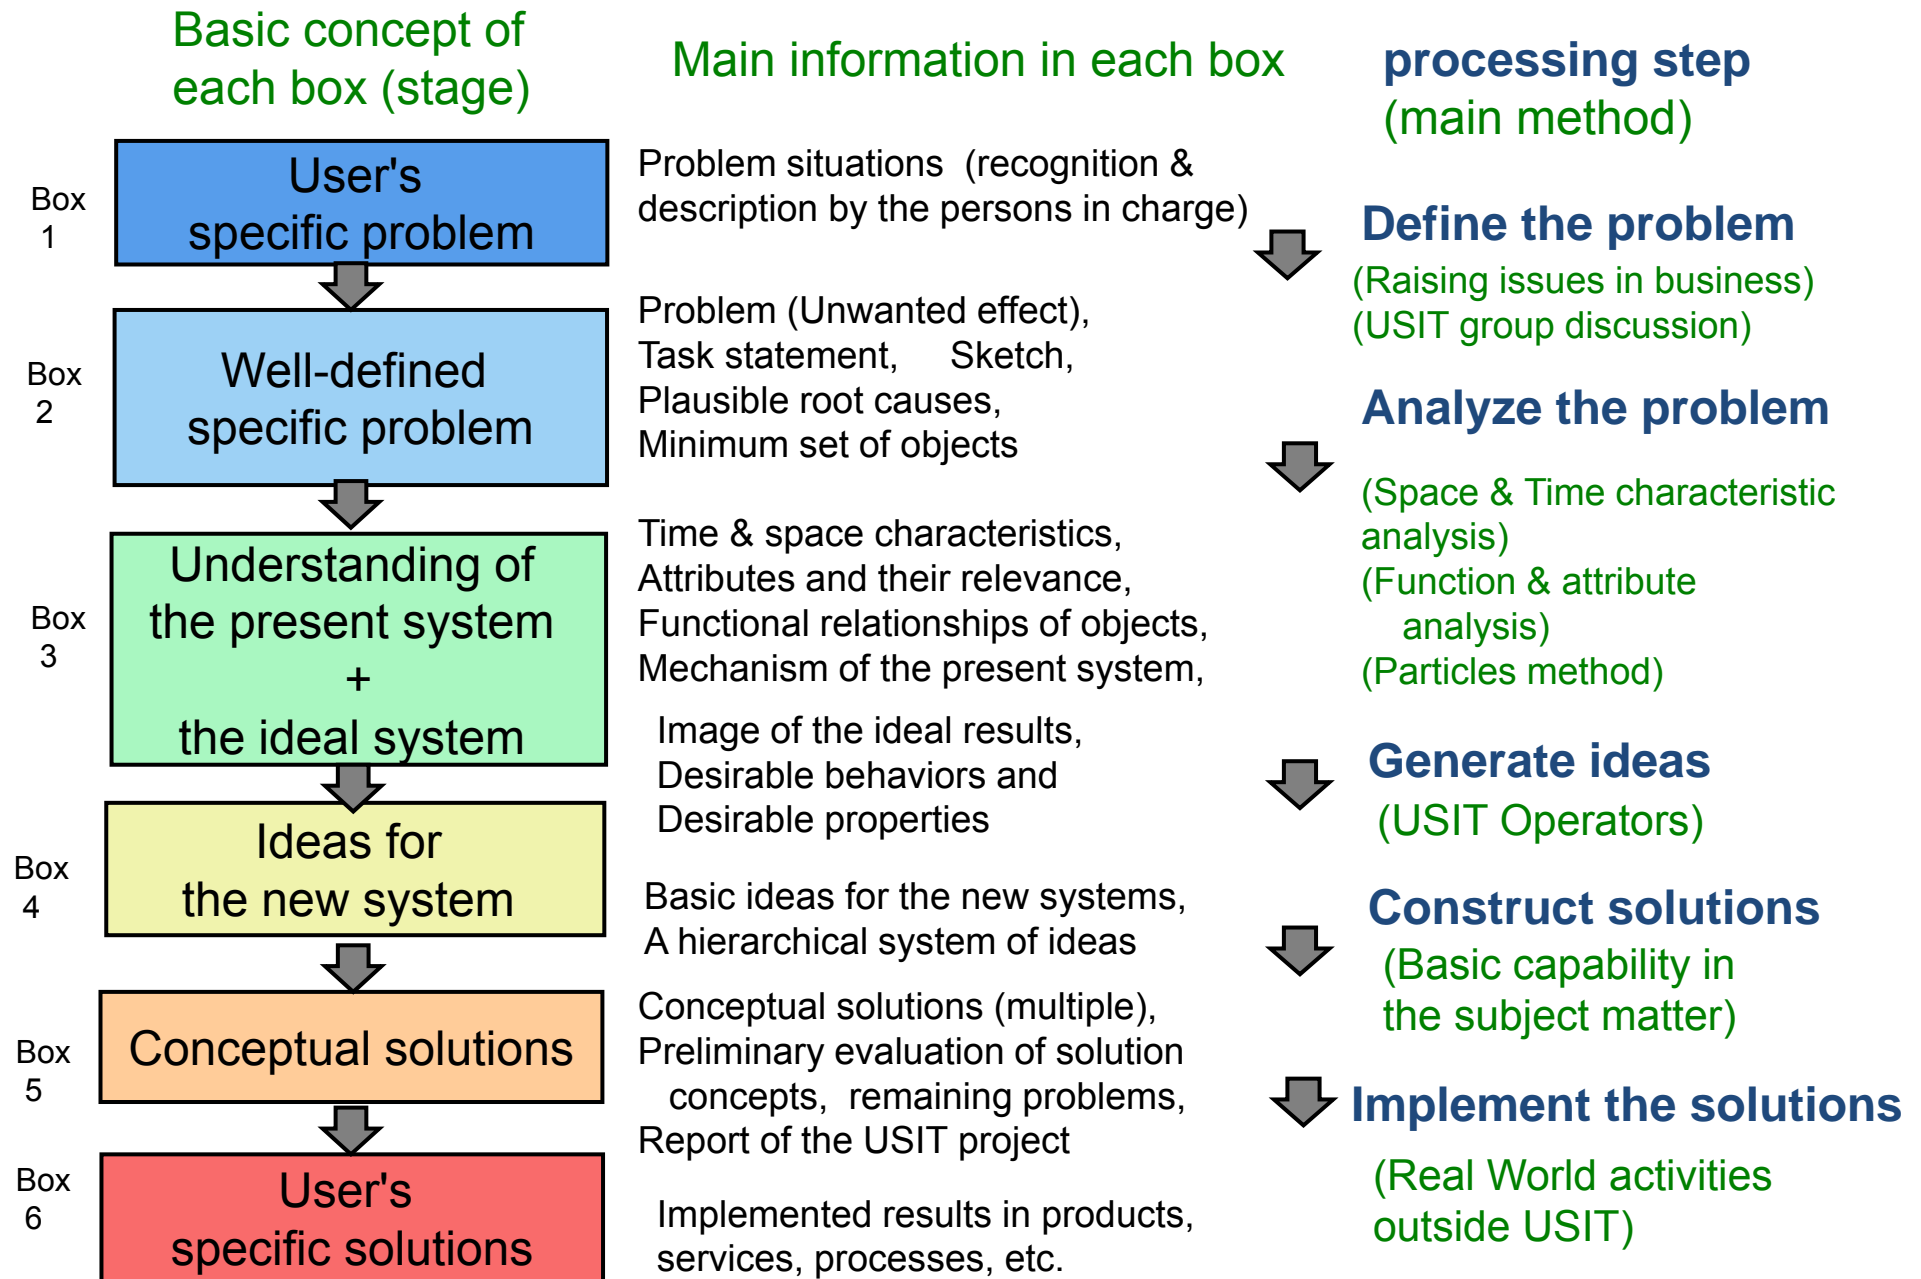 Basic concept of
each box (stage)
Main information in each box
processing step
(main method)
Box
1
User's
specific problem
Problem situations (recognition &
description by the persons in charge)
Define the problem
(Raising issues in business)
(USIT group discussion)
Box
2
Well-defined
specific problem
Problem (Unwanted effect),
Task statement, Sketch,
Plausible root causes,
Minimum set of objects
Analyze the problem
(Space & Time characteristic
analysis)
(Function & attribute
analysis)
(Particles method)
Box
3
Understanding of
the present system
+
the ideal system
Time & space characteristics,
Attributes and their relevance,
Functional relationships of objects,
Mechanism of the present system,
Image of the ideal results,
Desirable behaviors and
Desirable properties
Generate ideas
(USIT Operators)
Box
4
Ideas for
the new system
Basic ideas for the new systems,
A hierarchical system of ideas
Construct solutions
(Basic capability in
the subject matter)
Box
5
Conceptual solutions
Conceptual solutions (multiple),
Preliminary evaluation of solution
concepts, remaining problems,
Report of the USIT project
Implement the solutions
(Real World activities
outside USIT)
Box
6
User's
specific solutions
Implemented results in products,
services, processes, etc.